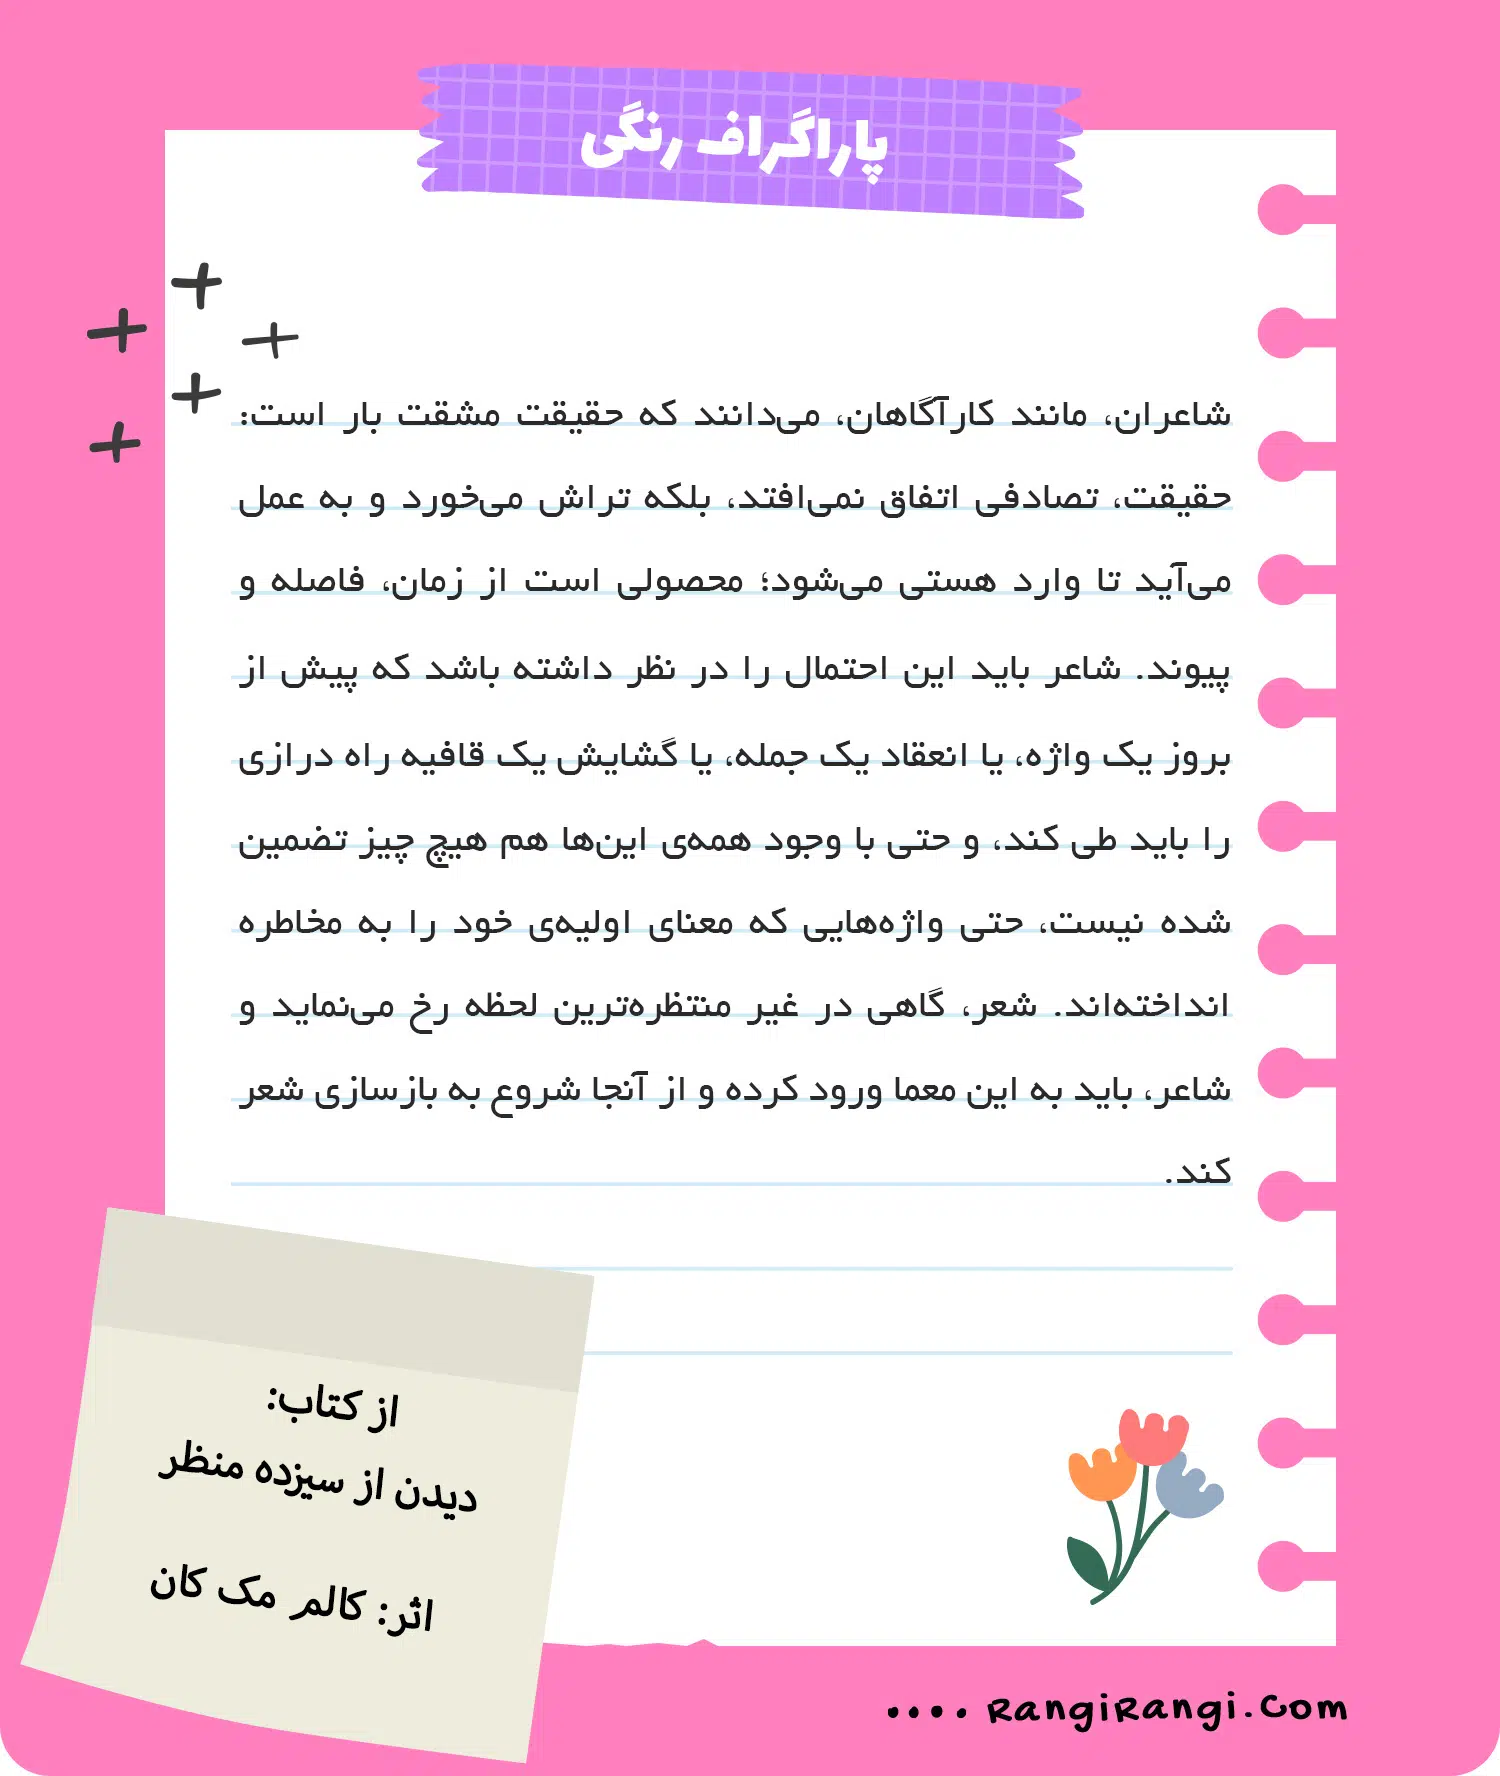 پاراگراف رنگی
شاعران، مانند کارآگاهان، می‌دانند که حقیقت مشقت بار است:
حقیقت، تصادفی اتفاق نمی‌افتد، بلکه تراش می‌خورد و به عمل
می‌آید تا وارد هستی می‌شود؛ محصولی است از زمان، فاصله و
پیوند. شاعر باید این احتمال را در نظر داشته باشد که پیش از
بروز یک واژه، یا انعقاد یک جمله، یا گشایش یک قافیه راه درازی
را باید طی کند، و حتی با وجود همه‌ی این‌ها هم هیچ چیز تضمین
شده نیست، حتی واژه‌هایی که معنای اولیه‌ی خود را به مخاطره
انداخته‌اند. شعر، گاهی در غیر منتظره‌ترین لحظه رخ می‌نماید و
شاعر، باید به این معما ورود کرده و از آنجا شروع به بازسازی شعر
کند.
از کتاب:
دیدن از سیزده منظر
اثر: کالم مک کان
.... RangiRangi.Com